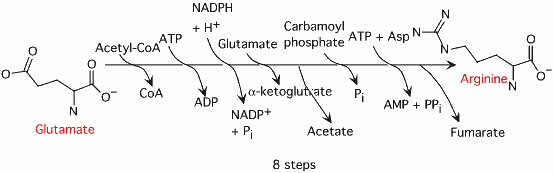 NADPH
+ H+
Acetyl-CoA
ATP
Glutamate
Carbamoyl
phosphate
ATP + Asp
N
N
N
O
O
O
O
O-
O-
N
N
Glutamate
CoA
ADP
NADP+
+ Pi
α-ketoglutrate
Acetate
Pi
AMP + PPi
Fumarate
Arginine
8 steps